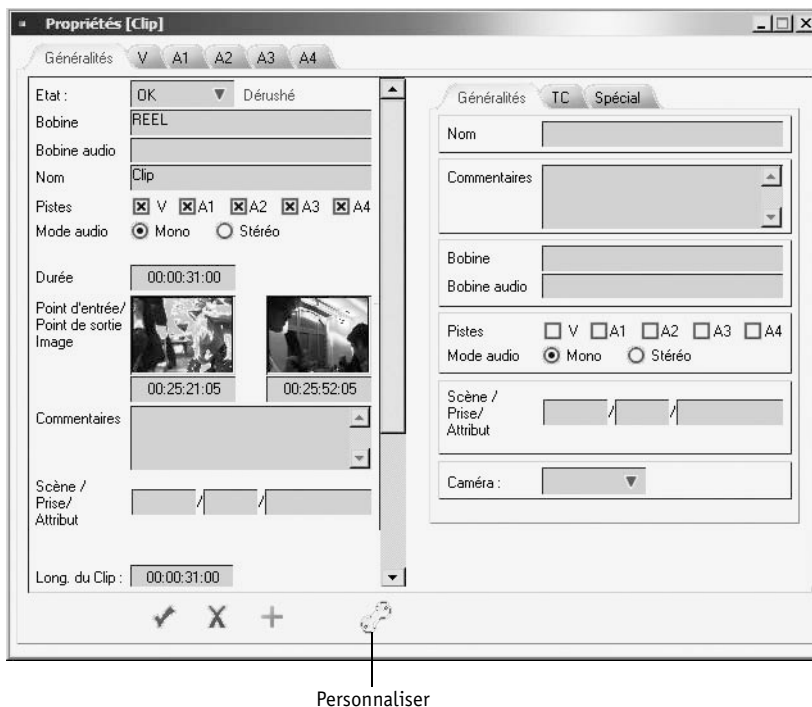 Propriétés [Clip]
Généralités V A1 A2 A3 A4
Etat : OK Dérushé
Bobine REEL
Bobine audio
Nom Clip
Pistes V A1 A2 A3 A4
Mode audio Mono Stéréo
Durée 00:00:31:00
Point d'entrée/
Point de sortie
Image
00:25:21:05 00:25:52:05
Commentaires
Scène /
Prise/
Attribut
/ /
Long. du Clip : 00:00:31:00
Généralités TC Spécial
Nom
Commentaires
Bobine
Bobine audio
Pistes V A1 A2 A3 A4
Mode audio Mono Stéréo
Scène /
Prise/
Attribut
/ /
Caméra :
Personnaliser